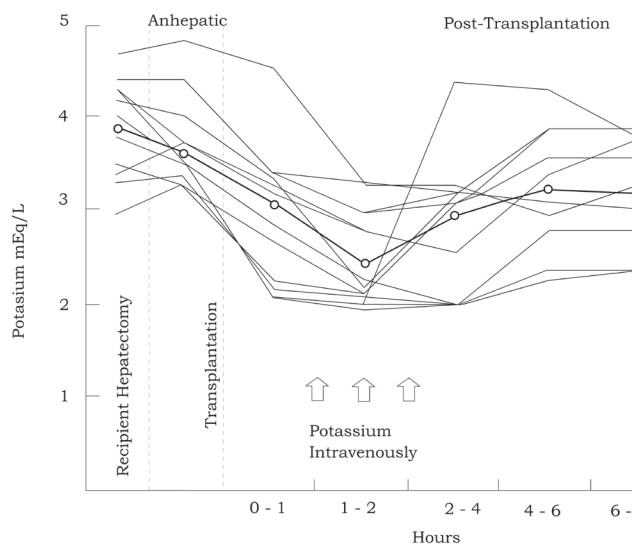 5
Anhepatic
Post-Transplantation
4
3
2
1
Potasium mEq/L
Recipient Hepatectomy
Transplantation
Potassium
Intravenously
0 - 1
1 - 2
2 - 4
4 - 6
6 -
Hours